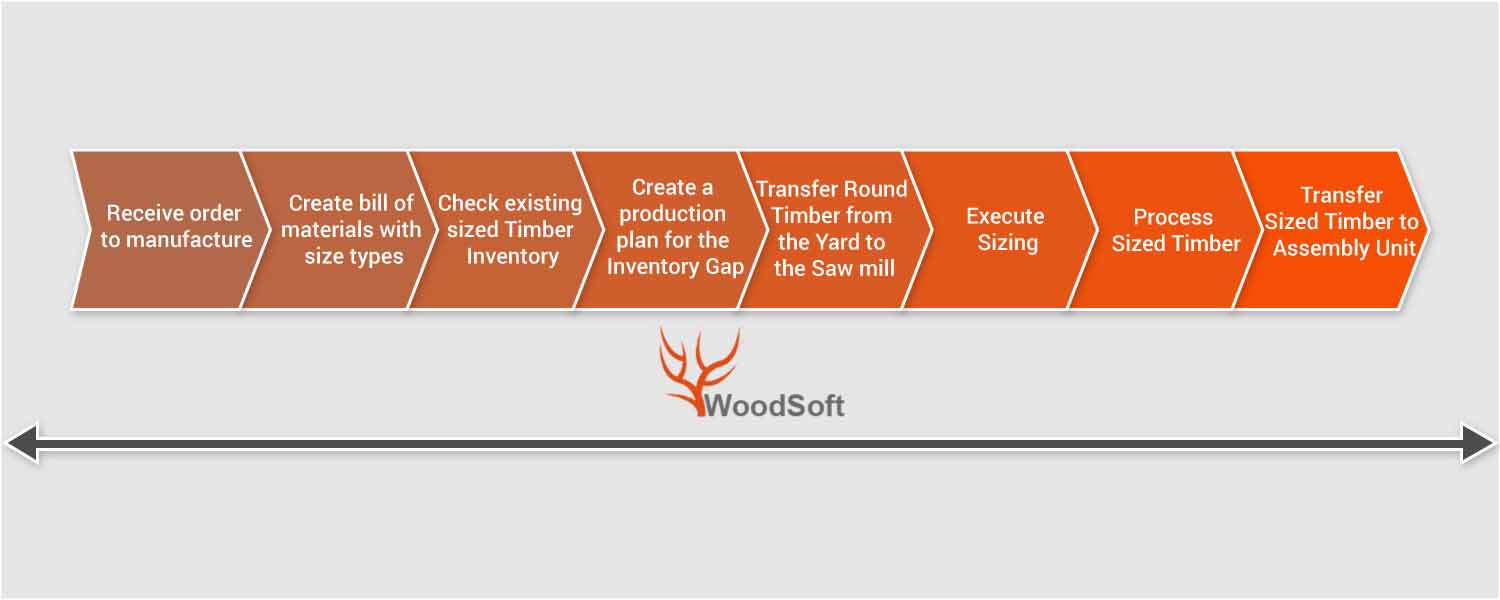 Receive order
to manufacture
Create bill of
materials with
size types
Check existing
sized Timber
Inventory
Create a
production
plan for the
Inventory Gap
Transfer Round
Timber from
the Yard to
the Saw mill
Execute
Sizing
Process
Sized Timber
Transfer
Sized Timber to
Assembly Unit
WoodSoft